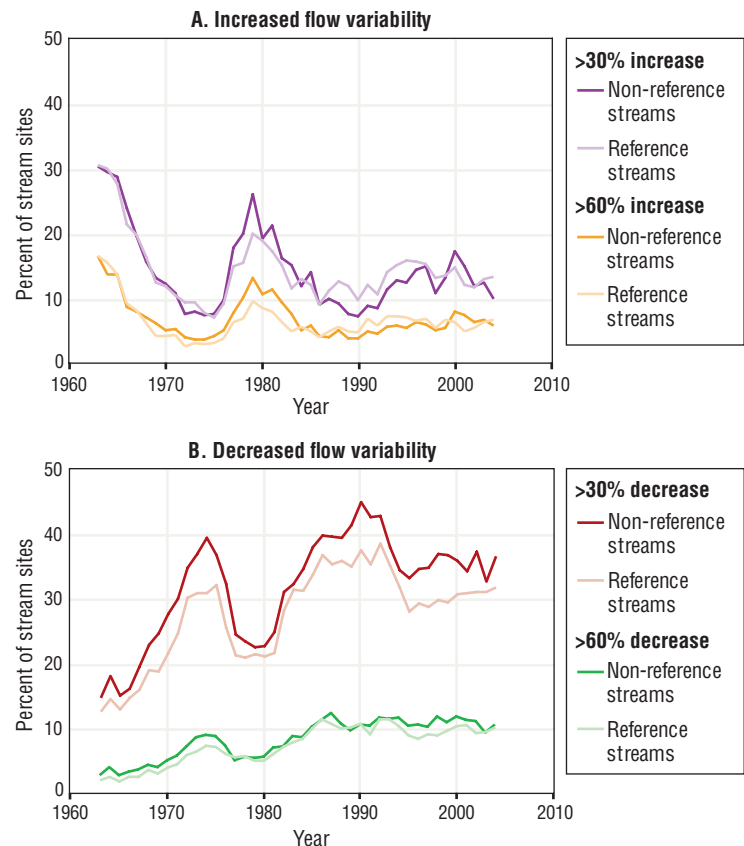 A. Increased flow variability
50
40
30
20
10
0
Percent of stream sites
1960
1970
1980
1990
2000
2010
Year
>30% increase
Non-reference
streams
Reference
streams
>60% increase
Non-reference
streams
Reference
streams
B. Decreased flow variability
50
40
30
20
10
0
Percent of stream sites
1960
1970
1980
1990
2000
2010
Year
>30% decrease
Non-reference
streams
Reference
streams
>60% decrease
Non-reference
streams
Reference
streams